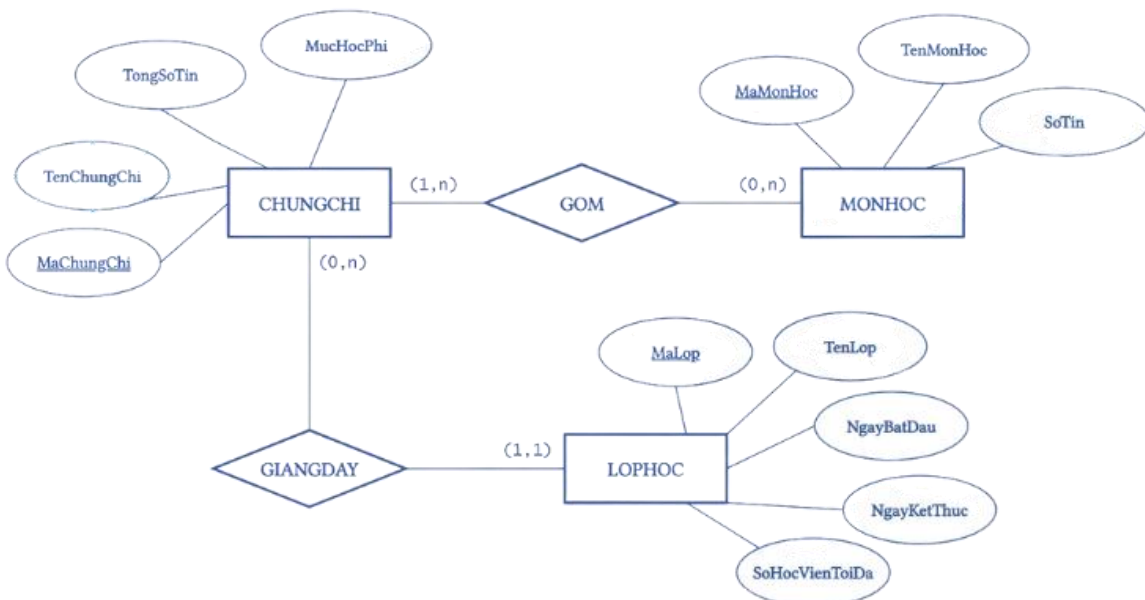 MucHocPhi
TongSoTin
TenChungChi
MaChungChi
CHUNGCHI
(1,n)
GOM
(0,n)
MONHOC
MaMonHoc
TenMonHoc
SoTin
(0,n)
GIANGDAY
(1,1)
LOPHOC
MaLop
TenLop
NgayBatDau
NgayKetThuc
SoHocVienToiDa